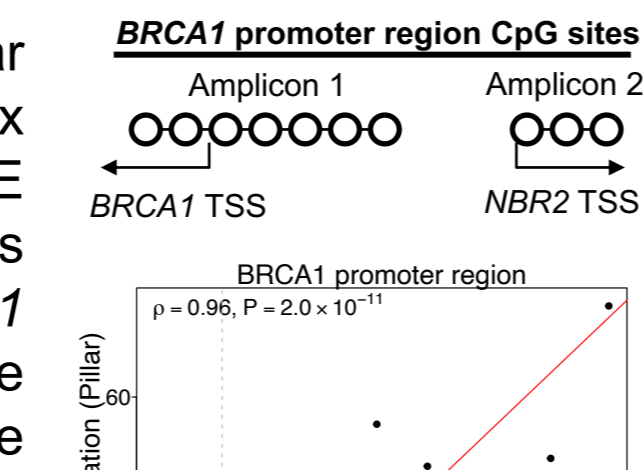 BRCA1 promoter region CpG sites
Amplicon 1 Amplicon 2
BRCA1 TSS NBR2 TSS
BRCA1 promoter region
ρ = 0.96, P = 2.0 × 10⁻¹¹
60
(Pillar)